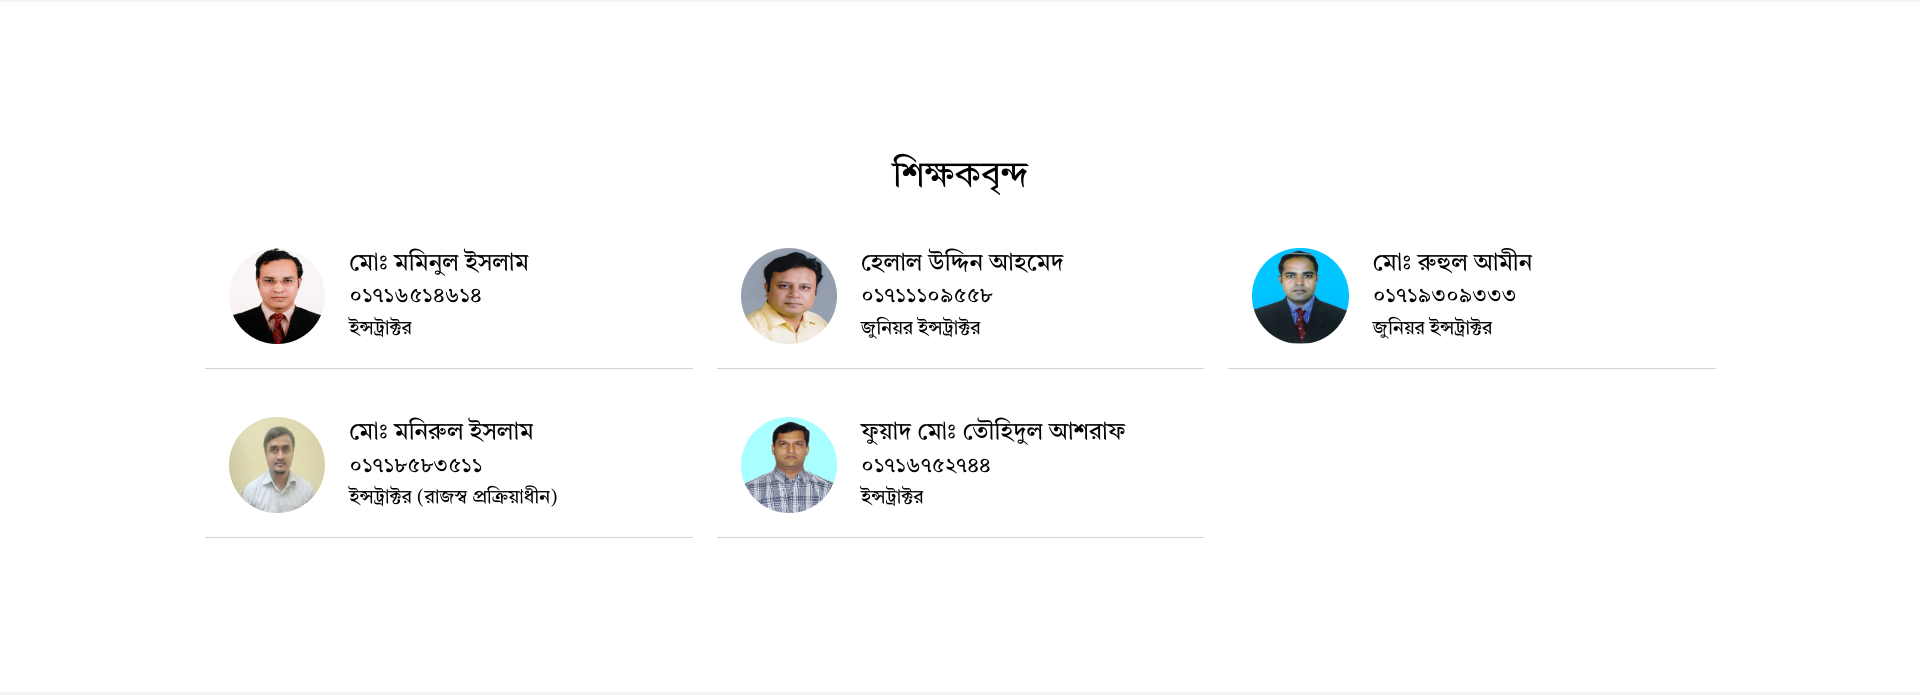 শিক্ষকবৃন্দ
মোঃ মমিনুল ইসলাম
০১৭১৬৫১৪৬১৪
ইন্সট্রাক্টর
হেলাল উদ্দিন আহমেদ
০১৭১১১০৯৫৫৮
জুনিয়র ইন্সট্রাক্টর
মোঃ রুহুল আমীন
০১৭১৯৩০৯৩৩৩
জুনিয়র ইন্সট্রাক্টর
মোঃ মনিরুল ইসলাম
০১৭১৮৫৮৩৫১১
ইন্সট্রাক্টর (রাজস্ব প্রক্রিয়াধীন)
ফুয়াদ মোঃ তৌহিদুল আশরাফ
০১৭১৬৭৫২৭৪৪
ইন্সট্রাক্টর